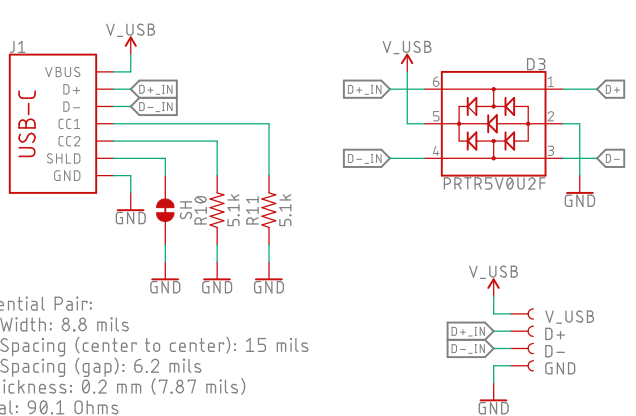 V_USB
J1
USB-C
VBUS
D+
D-
CC1
CC2
SHLD
GND
D+_IN
D-_IN
GND
SH
R10
5.1k
R11
5.1k
GND
GND
GND
V_USB
D3
D+_IN
6
1
D+
5
2
D-_IN
4
3
D-
PRTR5V0U2F
GND
V_USB
V_USB
D+_IN
D+
D-_IN
D-
GND
GND
ential Pair:
Width: 8.8 mils
Spacing (center to center): 15 mils
Spacing (gap): 6.2 mils
ickness: 0.2 mm (7.87 mils)
al: 90.1 Ohms